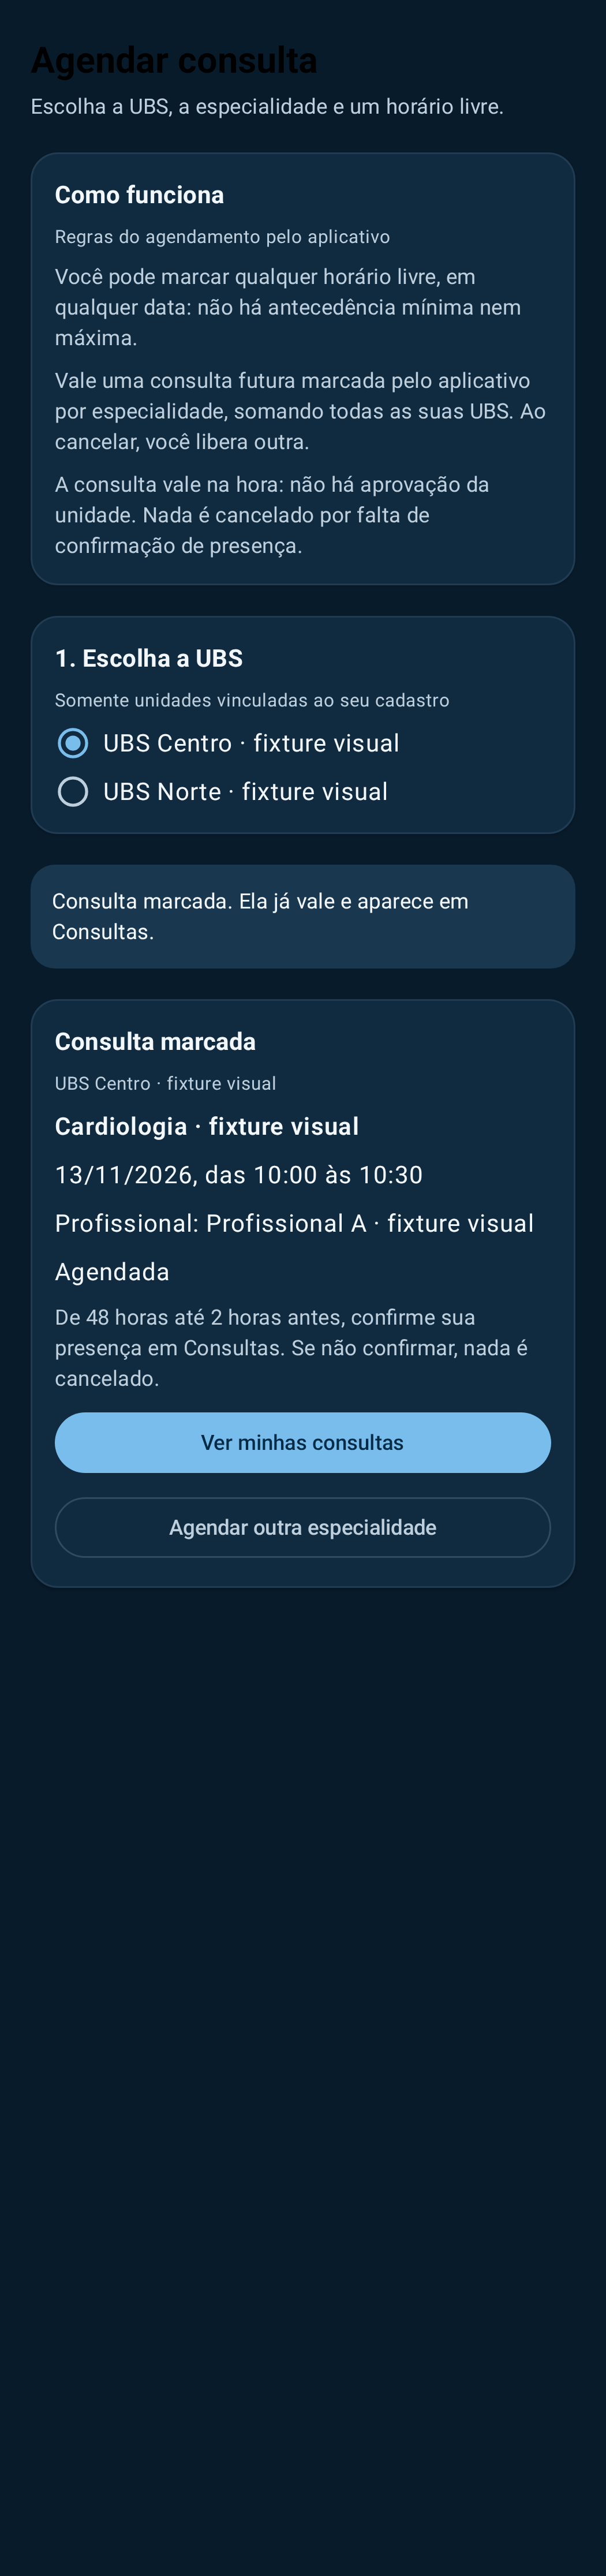 Agendar consulta
Escolha a UBS, a especialidade e um horário livre.
Como funciona
Regras do agendamento pelo aplicativo
Você pode marcar qualquer horário livre, em
qualquer data: não há antecedência mínima nem
máxima.
Vale uma consulta futura marcada pelo aplicativo
por especialidade, somando todas as suas UBS. Ao
cancelar, você libera outra.
A consulta vale na hora: não há aprovação da
unidade. Nada é cancelado por falta de
confirmação de presença.
1. Escolha a UBS
Somente unidades vinculadas ao seu cadastro
UBS Centro · fixture visual
UBS Norte · fixture visual
Consulta marcada. Ela já vale e aparece em
Consultas.
Consulta marcada
UBS Centro · fixture visual
Cardiologia · fixture visual
13/11/2026, das 10:00 às 10:30
Profissional: Profissional A · fixture visual
Agendada
De 48 horas até 2 horas antes, confirme sua
presença em Consultas. Se não confirmar, nada é
cancelado.
Ver minhas consultas
Agendar outra especialidade